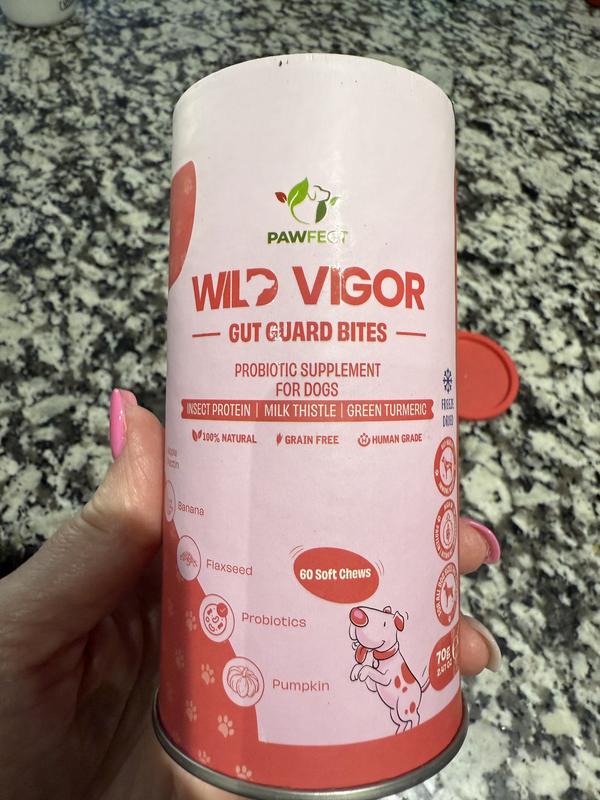 PAWFECT
WILD VIGOR
GUT GUARD BITES
PROBIOTIC SUPPLEMENT
FOR DOGS
INSECT PROTEIN | MILK THISTLE | GREEN TURMERIC
100% NATURAL
GRAIN FREE
HUMAN GRADE
FREEZE
DRIED
Banana
Flaxseed
60 Soft Chews
Probiotics
70g
Pumpkin